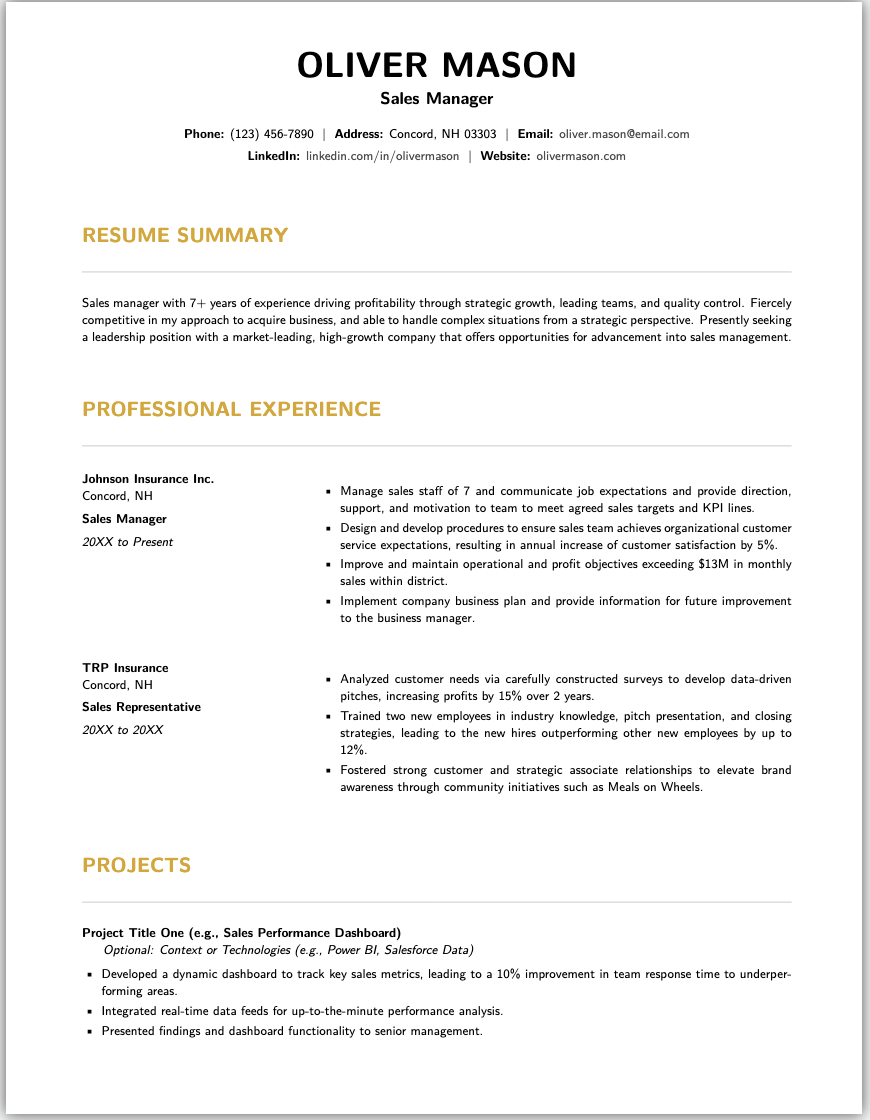 OLIVER MASON
Sales Manager
Phone: (123) 456-7890 | Address: Concord, NH 03303 | Email: oliver.mason@email.com
LinkedIn: linkedin.com/in/olivermason | Website: olivermason.com
RESUME SUMMARY
Sales manager with 7+ years of experience driving profitability through strategic growth, leading teams, and quality control. Fiercely
competitive in my approach to acquire business, and able to handle complex situations from a strategic perspective. Presently seeking
a leadership position with a market-leading, high-growth company that offers opportunities for advancement into sales management.
PROFESSIONAL EXPERIENCE
Johnson Insurance Inc.
Concord, NH
Sales Manager
20XX to Present
▪ Manage sales staff of 7 and communicate job expectations and provide direction,
support, and motivation to team to meet agreed sales targets and KPI lines.
▪ Design and develop procedures to ensure sales team achieves organizational customer
service expectations, resulting in annual increase of customer satisfaction by 5%.
▪ Improve and maintain operational and profit objectives exceeding $13M in monthly
sales within district.
▪ Implement company business plan and provide information for future improvement
to the business manager.
TRP Insurance
Concord, NH
Sales Representative
20XX to 20XX
▪ Analyzed customer needs via carefully constructed surveys to develop data-driven
pitches, increasing profits by 15% over 2 years.
▪ Trained two new employees in industry knowledge, pitch presentation, and closing
strategies, leading to the new hires outperforming other new employees by up to
12%.
▪ Fostered strong customer and strategic associate relationships to elevate brand
awareness through community initiatives such as Meals on Wheels.
PROJECTS
Project Title One (e.g., Sales Performance Dashboard)
Optional: Context or Technologies (e.g., Power BI, Salesforce Data)
▪ Developed a dynamic dashboard to track key sales metrics, leading to a 10% improvement in team response time to underper-
forming areas.
▪ Integrated real-time data feeds for up-to-the-minute performance analysis.
▪ Presented findings and dashboard functionality to senior management.